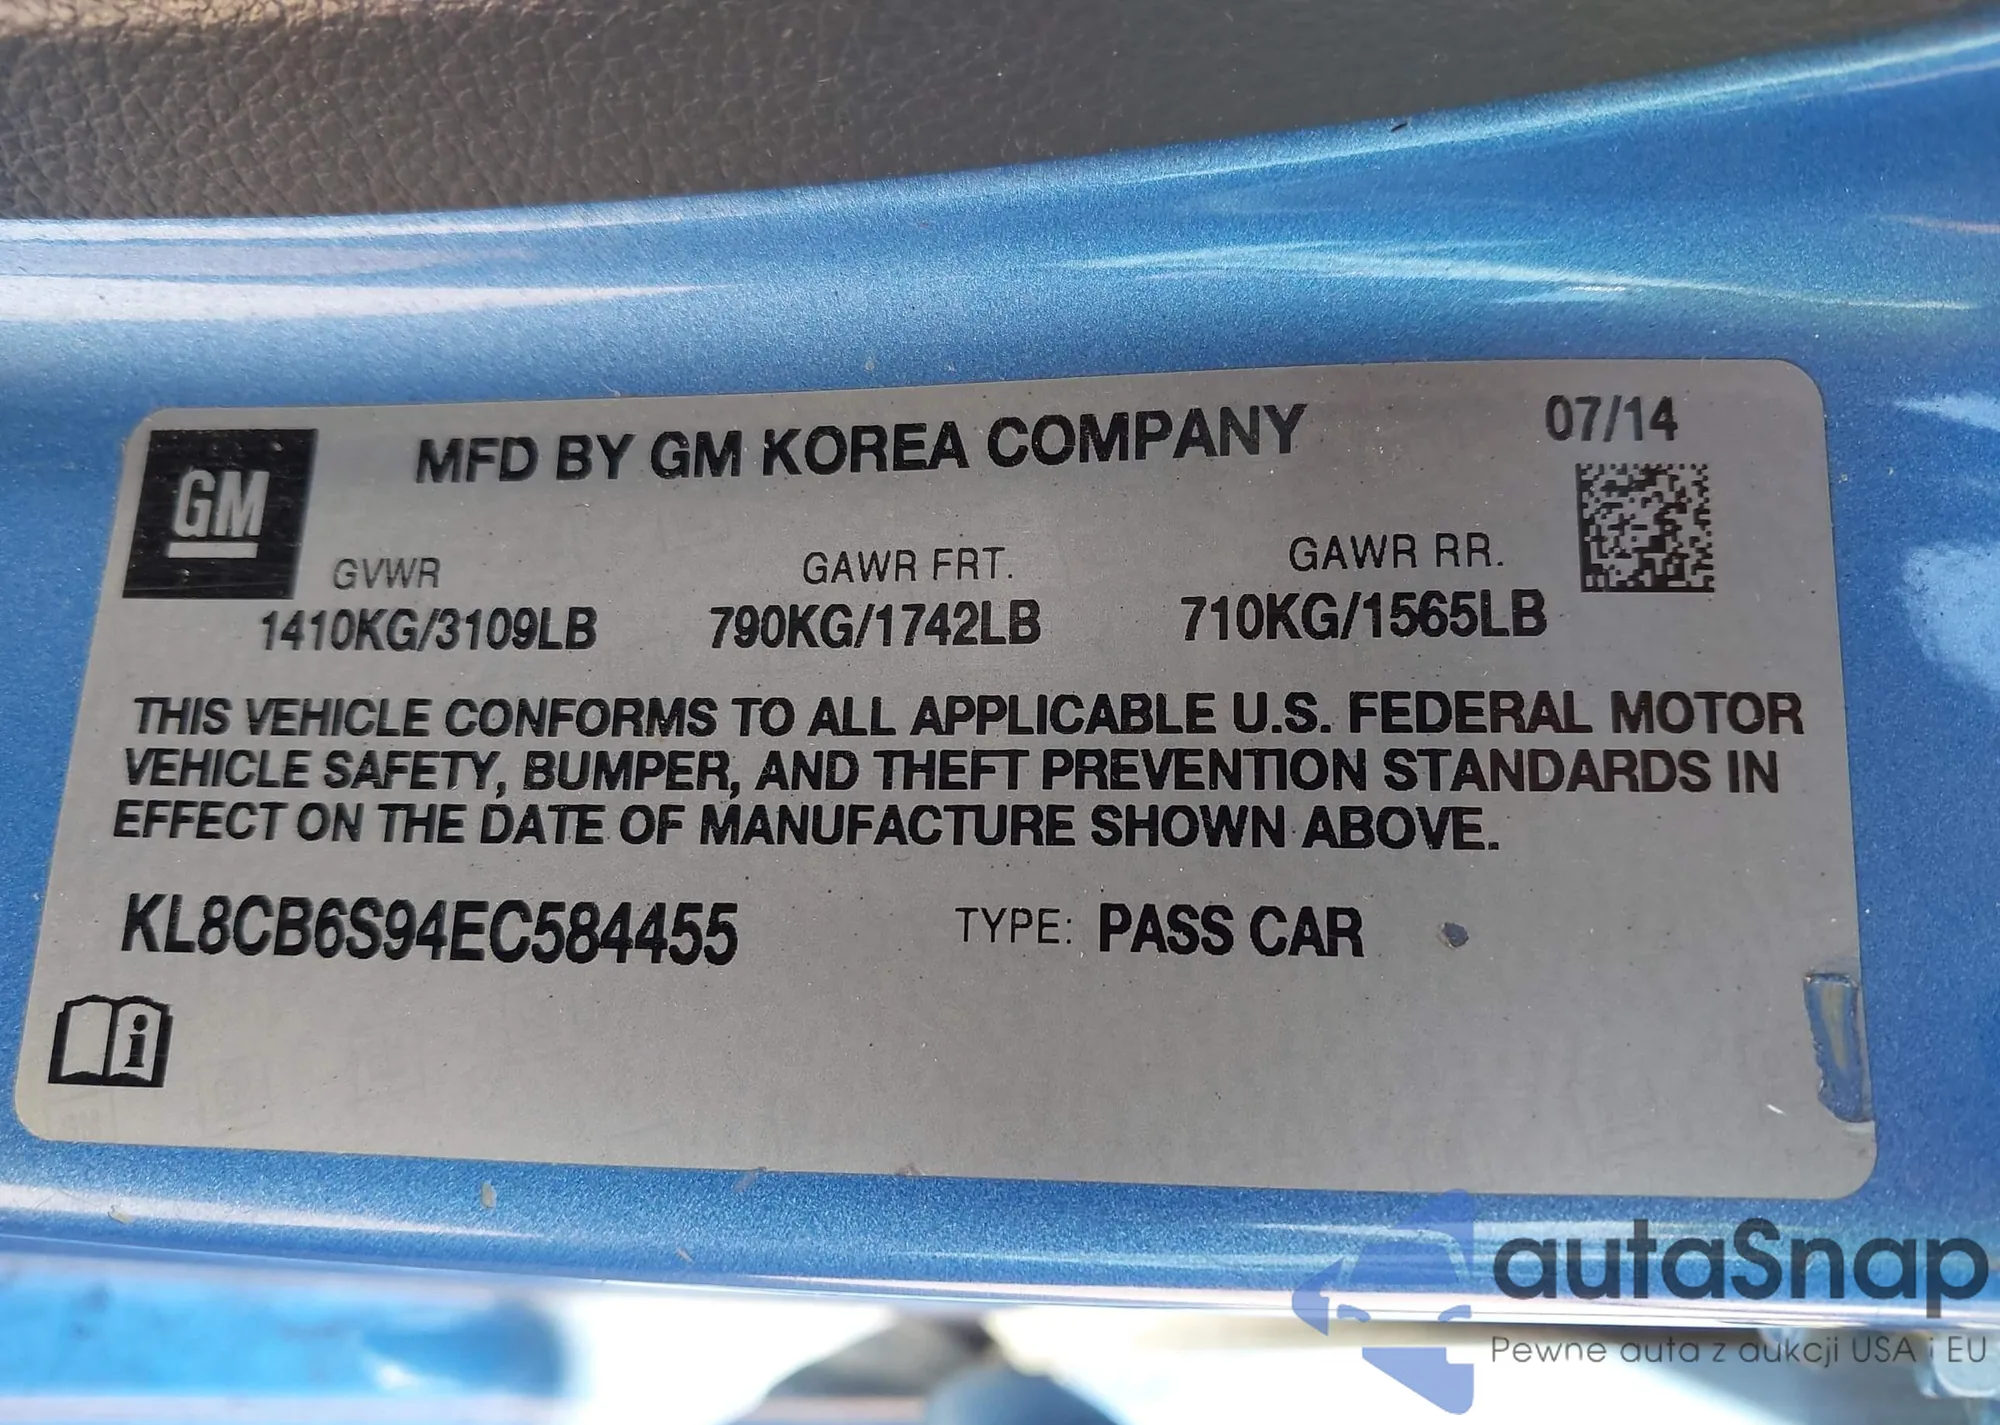 MFD BY GM KOREA COMPANY
07/14
GM
GVWR
GAWR FRT.
GAWR RR.
1410KG/3109LB
790KG/1742LB
710KG/1565LB
THIS VEHICLE CONFORMS TO ALL APPLICABLE U.S. FEDERAL MOTOR
VEHICLE SAFETY, BUMPER, AND THEFT PREVENTION STANDARDS IN
EFFECT ON THE DATE OF MANUFACTURE SHOWN ABOVE.
KL8CB6S94EC584455
TYPE: PASS CAR
i
autaSnap
Pewne auta z aukcji USA i EU